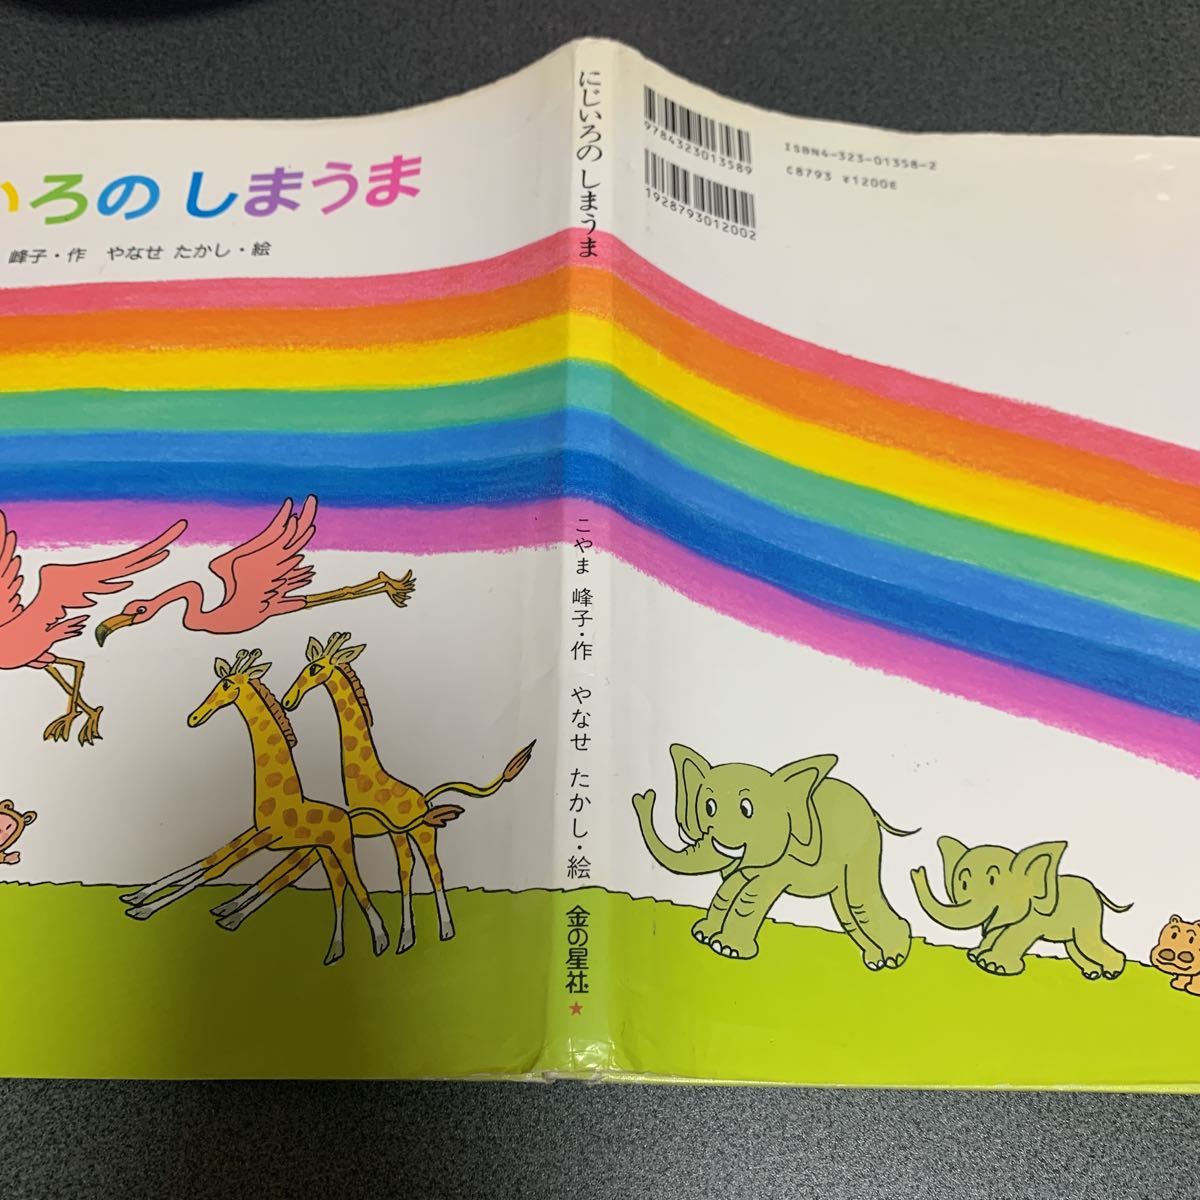 いろの しまうま
峰子・作 やなせ たかし・絵
にじいろの しまうま
こやま 峰子・作 やなせ たかし・絵
金の星社
9784323013589
1928793012002
ISBN4-323-01358-2
C8793 ¥1200E